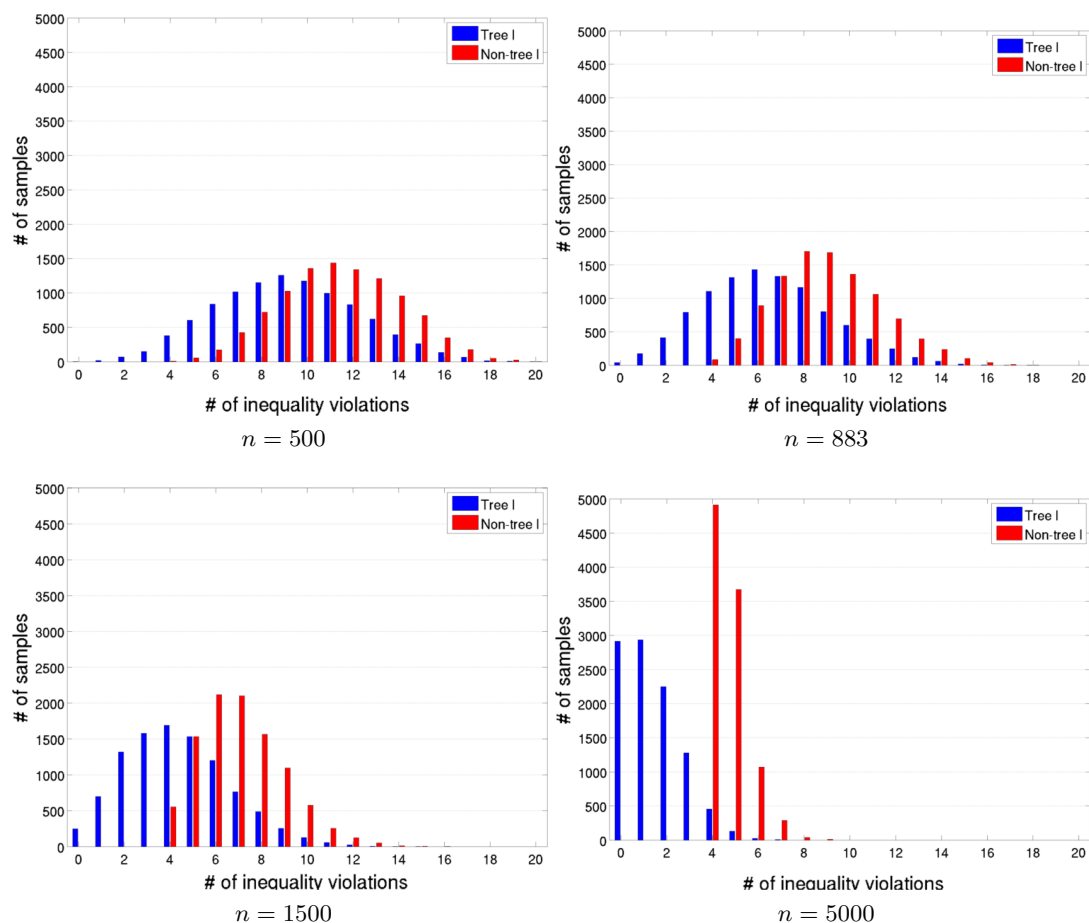 5000
4500
4000
3500
3000
2500
2000
1500
1000
500
0
# of samples
Tree I
Non-tree I
0 2 4 6 8 10 12 14 16 18 20
# of inequality violations
n = 500
5000
4500
4000
3500
3000
2500
2000
1500
1000
500
0
# of samples
Tree I
Non-tree I
0 2 4 6 8 10 12 14 16 18 20
# of inequality violations
n = 883
5000
4500
4000
3500
3000
2500
2000
1500
1000
500
0
# of samples
Tree I
Non-tree I
0 2 4 6 8 10 12 14 16 18 20
# of inequality violations
n = 1500
5000
4500
4000
3500
3000
2500
2000
1500
1000
500
0
# of samples
Tree I
Non-tree I
0 2 4 6 8 10 12 14 16 18 20
# of inequality violations
n = 5000